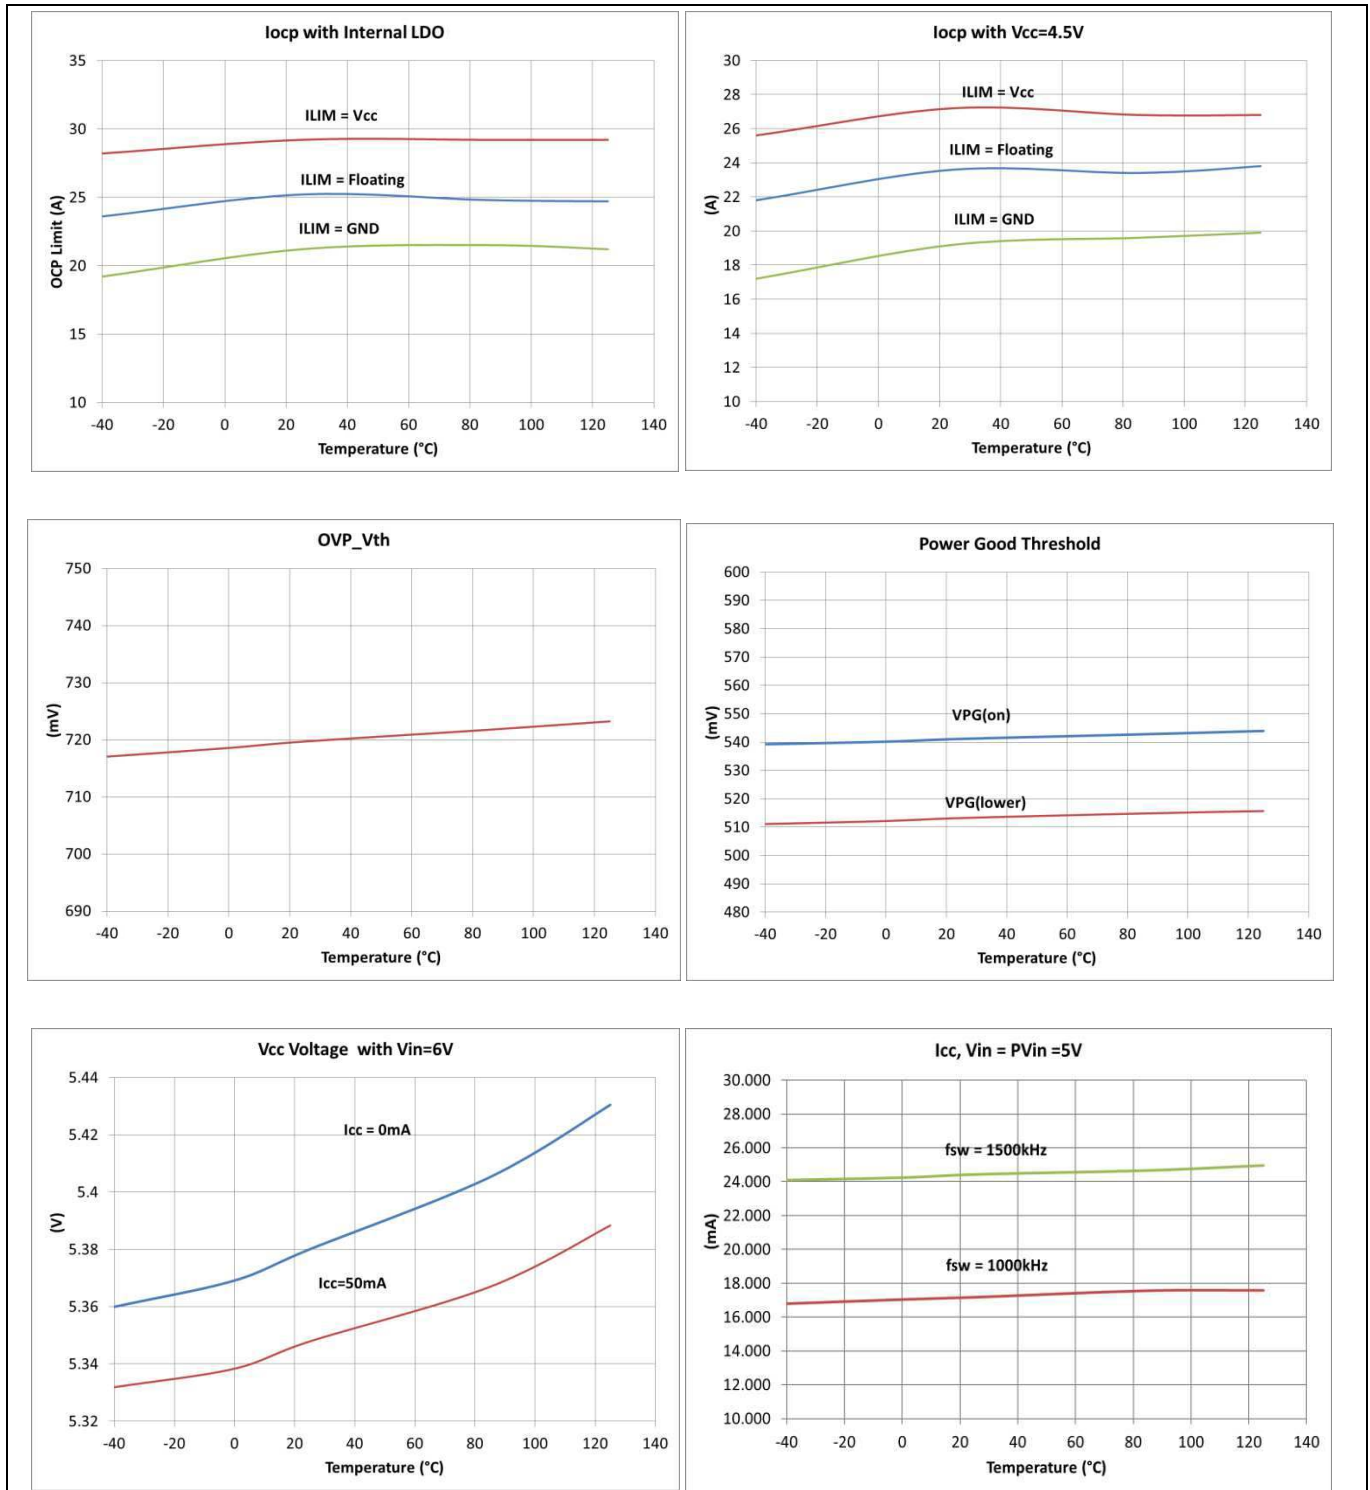 Iocp with Internal LDO
35
30
25
20
15
10
OCP Limit (A)
ILIM = Vcc
ILIM = Floating
ILIM = GND
-40 -20 0 20 40 60 80 100 120 140
Temperature (°C)
Iocp with Vcc=4.5V
30
28
26
24
22
20
18
16
14
12
10
(A)
ILIM = Vcc
ILIM = Floating
ILIM = GND
-40 -20 0 20 40 60 80 100 120 140
Temperature (°C)
OVP_Vth
750
740
730
720
710
700
690
(mV)
-40 -20 0 20 40 60 80 100 120 140
Temperature (°C)
Power Good Threshold
600
590
580
570
560
550
540
530
520
510
500
490
480
(mV)
VPG(on)
VPG(lower)
-40 -20 0 20 40 60 80 100 120 140
Temperature (°C)
Vcc Voltage with Vin=6V
5.44
5.42
5.4
5.38
5.36
5.34
5.32
(V)
Icc = 0mA
Icc=50mA
-40 -20 0 20 40 60 80 100 120 140
Temperature (°C)
Icc, Vin = PVin =5V
30.000
28.000
26.000
24.000
22.000
20.000
18.000
16.000
14.000
12.000
10.000
(mA)
fsw = 1500kHz
fsw = 1000kHz
-40 -20 0 20 40 60 80 100 120 140
Temperature (°C)